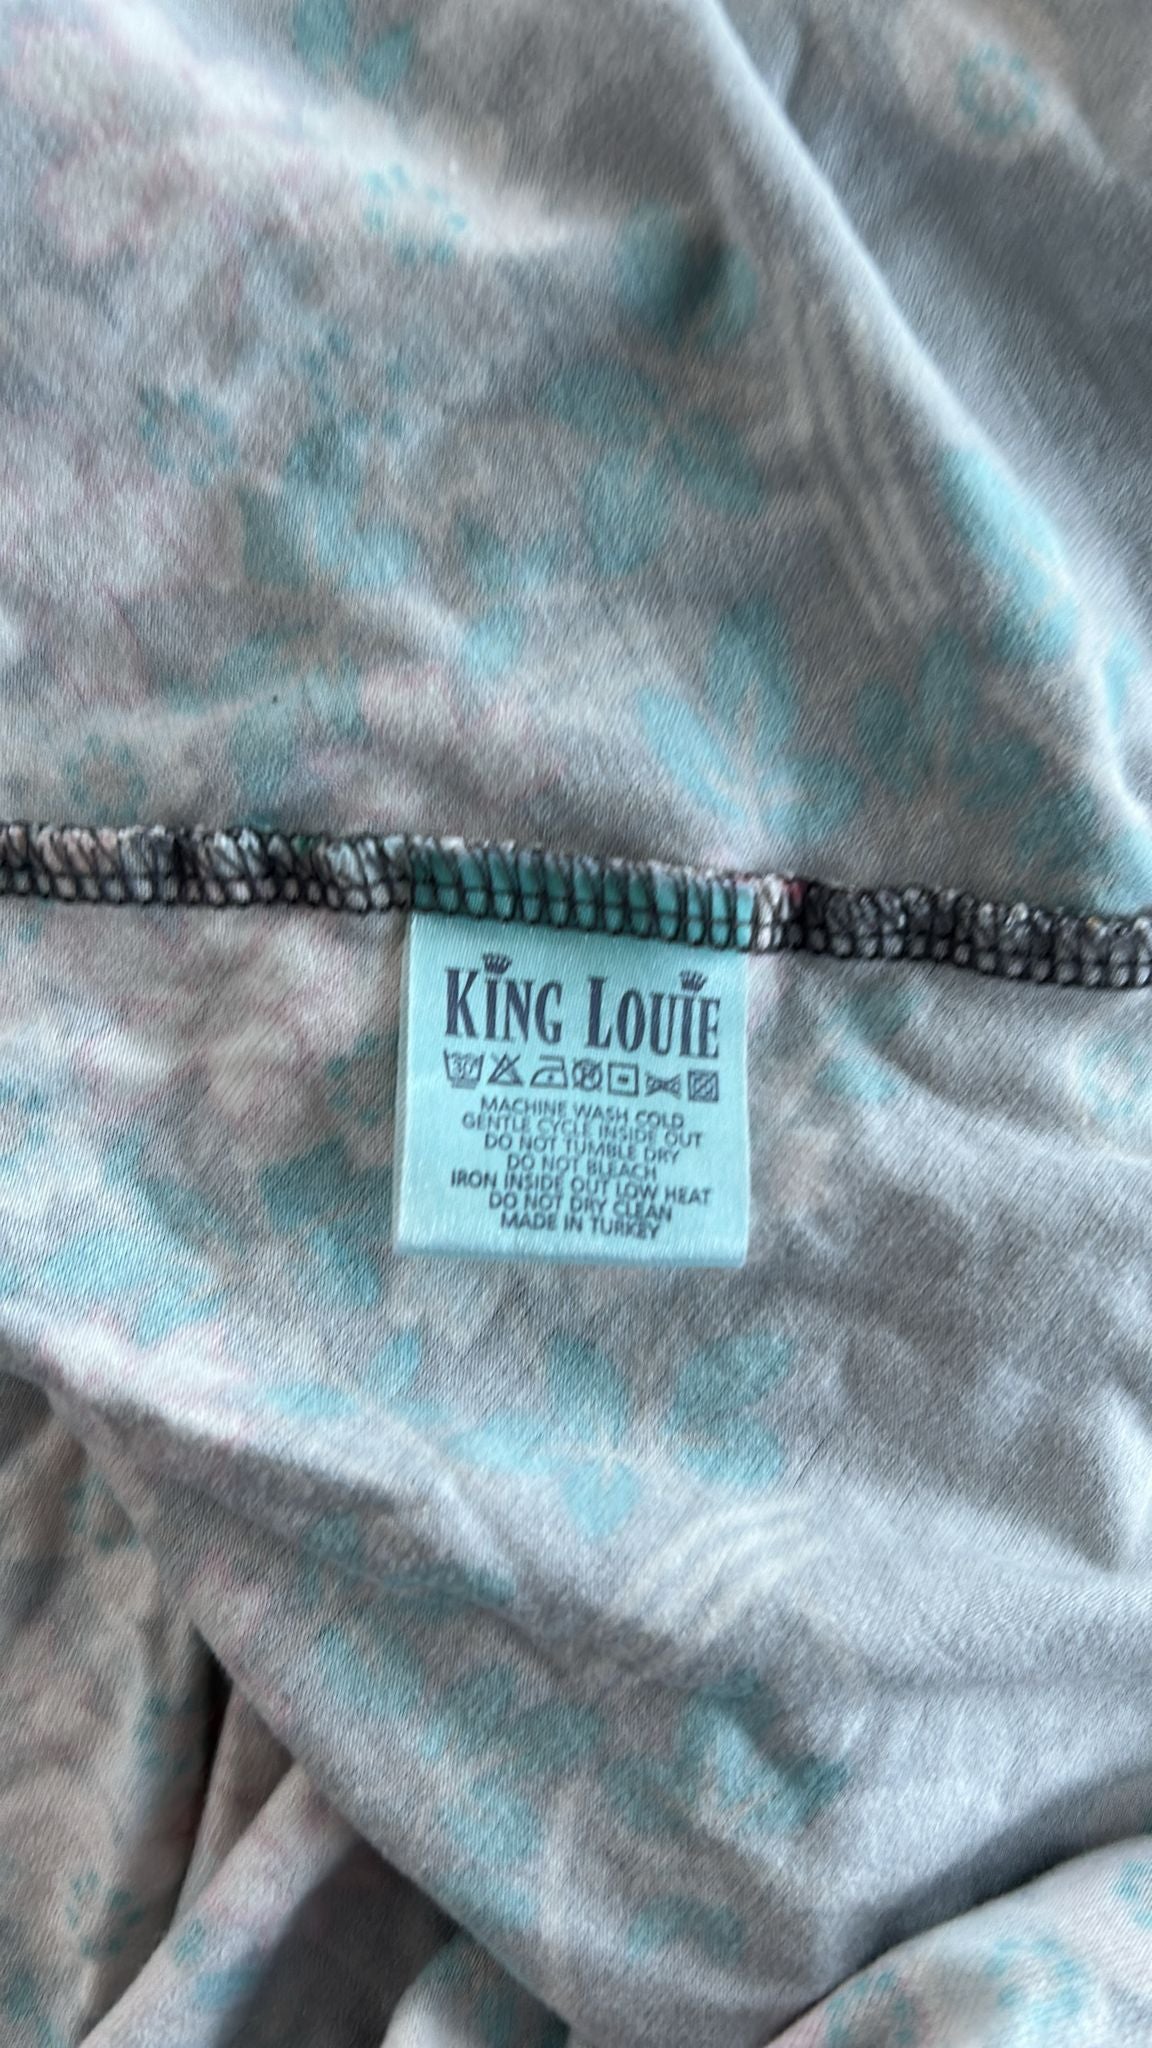 KING LOUIE
30
MACHINE WASH COLD
GENTLE CYCLE INSIDE OUT
DO NOT TUMBLE DRY
DO NOT BLEACH
IRON INSIDE OUT LOW HEAT
DO NOT DRY CLEAN
MADE IN TURKEY